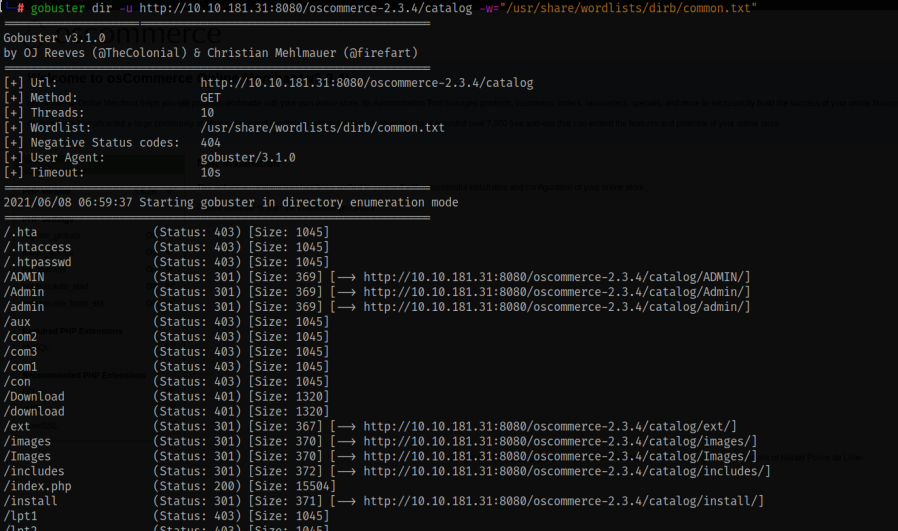 # gobuster dir -u http://10.10.181.31:8080/oscommerce-2.3.4/catalog -w="/usr/share/wordlists/dirb/common.txt"
Gobuster v3.1.0
by OJ Reeves (@TheColonial) & Christian Mehlmauer (@firefart)
[+] Url: http://10.10.181.31:8080/oscommerce-2.3.4/catalog
[+] Method: GET
[+] Threads: 10
[+] Wordlist: /usr/share/wordlists/dirb/common.txt
[+] Negative Status codes: 404
[+] User Agent: gobuster/3.1.0
[+] Timeout: 10s
2021/06/08 06:59:37 Starting gobuster in directory enumeration mode
/.hta (Status: 403) [Size: 1045]
/.htaccess (Status: 403) [Size: 1045]
/.htpasswd (Status: 403) [Size: 1045]
/ADMIN (Status: 301) [Size: 369] [--> http://10.10.181.31:8080/oscommerce-2.3.4/catalog/ADMIN/]
/Admin (Status: 301) [Size: 369] [--> http://10.10.181.31:8080/oscommerce-2.3.4/catalog/Admin/]
/admin (Status: 301) [Size: 369] [--> http://10.10.181.31:8080/oscommerce-2.3.4/catalog/admin/]
/aux (Status: 403) [Size: 1045]
/com2 (Status: 403) [Size: 1045]
/com3 (Status: 403) [Size: 1045]
/com1 (Status: 403) [Size: 1045]
/con (Status: 403) [Size: 1045]
/Download (Status: 401) [Size: 1320]
/download (Status: 401) [Size: 1320]
/ext (Status: 301) [Size: 367] [--> http://10.10.181.31:8080/oscommerce-2.3.4/catalog/ext/]
/images (Status: 301) [Size: 370] [--> http://10.10.181.31:8080/oscommerce-2.3.4/catalog/images/]
/Images (Status: 301) [Size: 370] [--> http://10.10.181.31:8080/oscommerce-2.3.4/catalog/Images/]
/includes (Status: 301) [Size: 372] [--> http://10.10.181.31:8080/oscommerce-2.3.4/catalog/includes/]
/index.php (Status: 200) [Size: 15504]
/install (Status: 301) [Size: 371] [--> http://10.10.181.31:8080/oscommerce-2.3.4/catalog/install/]
/lpt1 (Status: 403) [Size: 1045]
/lpt2 (Status: 403) [Size: 1045]